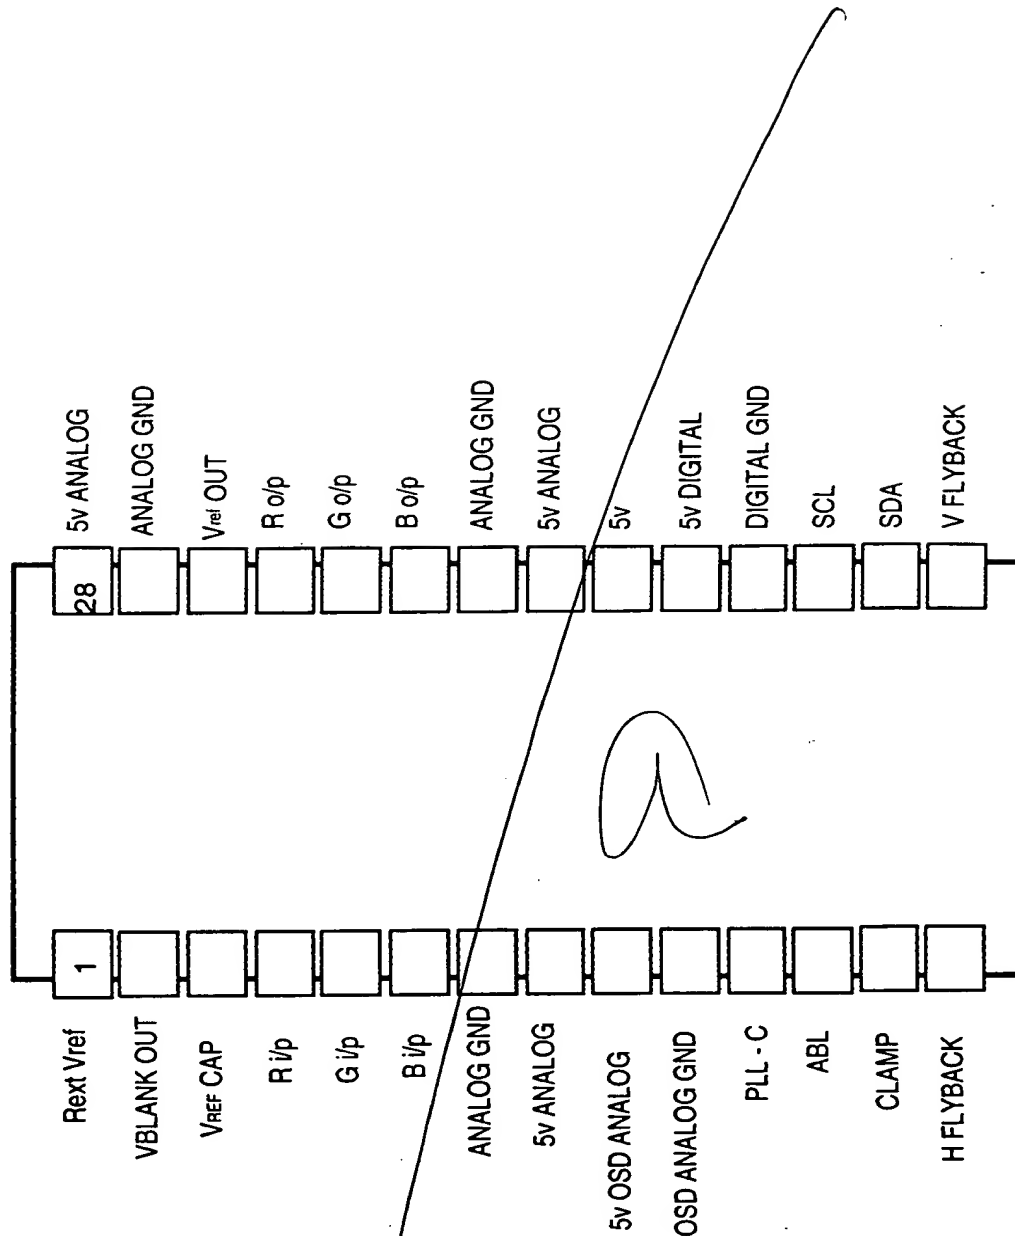 5v ANALOG
ANALOG GND
Vref OUT
R o/p
G o/p
B o/p
ANALOG GND
5v ANALOG
5v
5v DIGITAL
DIGITAL GND
SCL
SDA
V FLYBACK
28
1
Rext Vref
VBLANK OUT
VREF CAP
R i/p
G i/p
B i/p
ANALOG GND
5v ANALOG
5v OSD ANALOG
OSD ANALOG GND
PLL - C
ABL
CLAMP
H FLYBACK